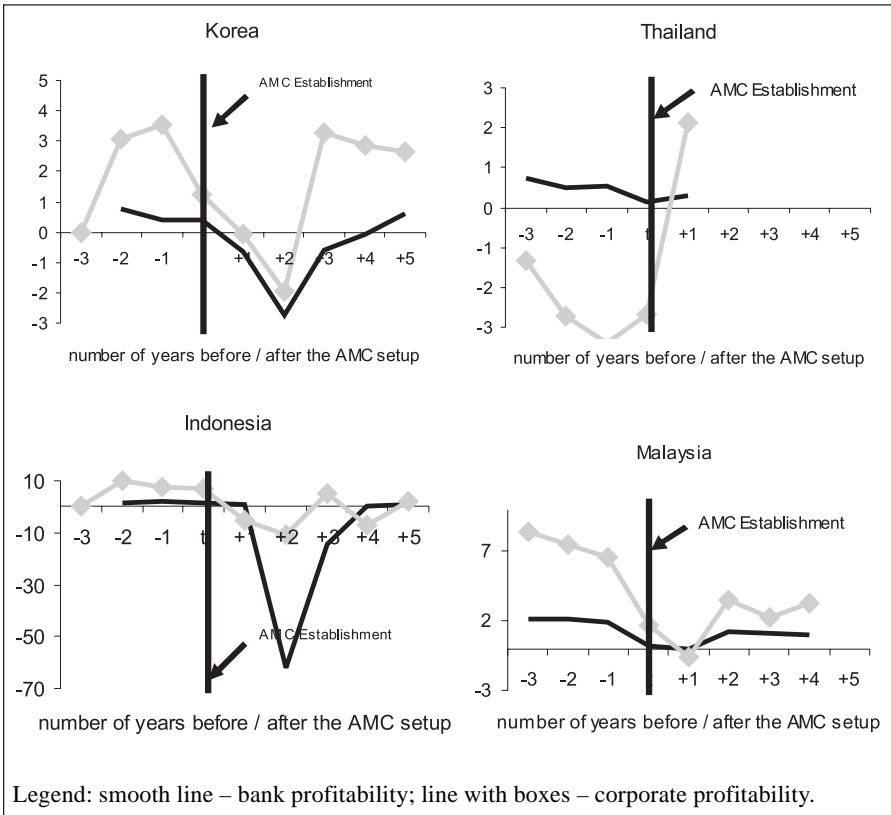 Korea
AMC Establishment
5
4
3
2
1
0
-1
-2
-3
-3 -2 -1 +1 +2 +3 +4 +5
number of years before / after the AMC setup
Thailand
AMC Establishment
3
2
1
0
-1
-2
-3
-3 -2 -1 t +1 +2 +3 +4 +5
number of years before / after the AMC setup
Indonesia
10
-10
-30
-50
-70
-3 -2 -1 t +1 +2 +3 +4 +5
AMC Establishment
number of years before / after the AMC setup
Malaysia
AMC Establishment
7
2
-3
-3 -2 -1 +1 +2 +3 +4 +5
number of years before / after the AMC setup
Legend: smooth line – bank profitability; line with boxes – corporate profitability.